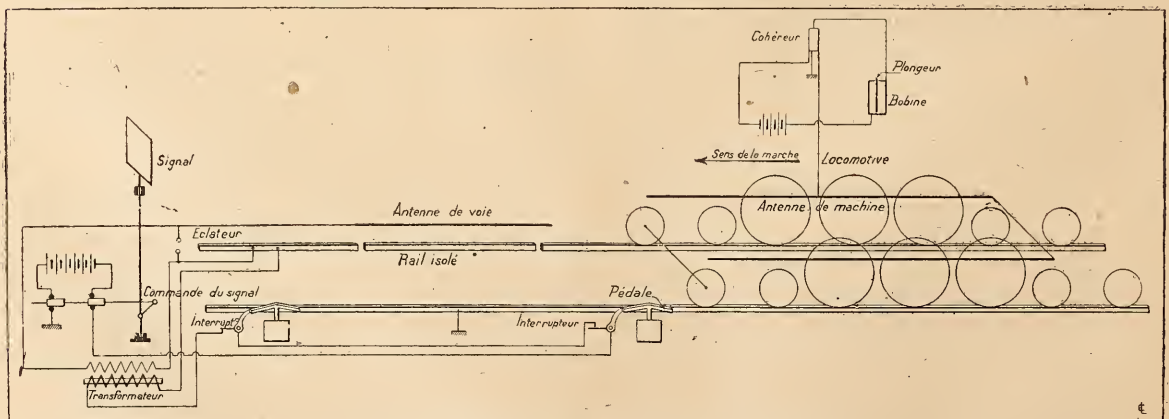 Cohéreur
Plongeur
Bobine
Signal
Sens de la marche
Locomotive
Antenne de voie
Antenne de machine
Eclateur
Rail isolé
Commande du signal
Pédale
Interrupt.
Interrupteur
Transformateur